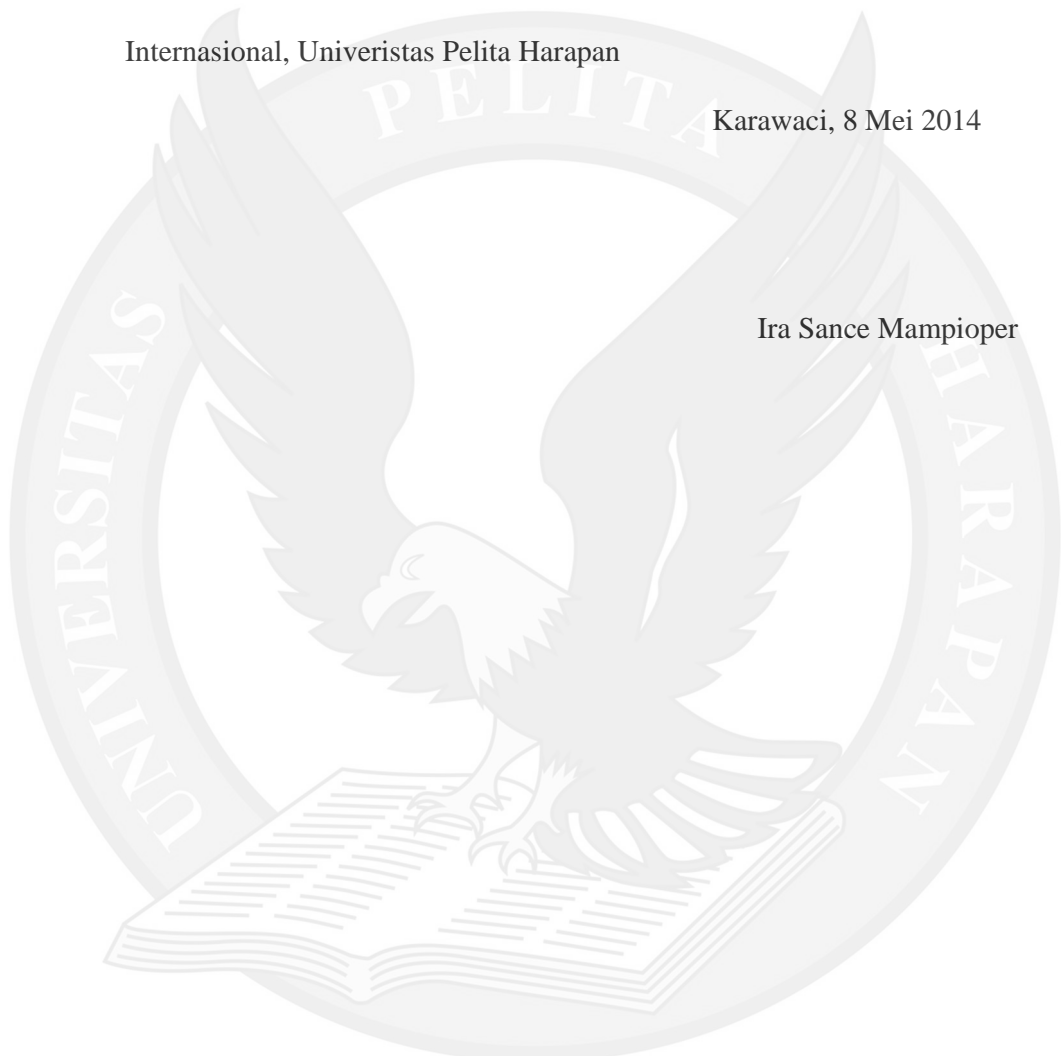 Internasional, Univeristas Pelita Harapan
Karawaci, 8 Mei 2014
Ira Sance Mampioper
UNIVERSITAS PELITA HARAPAN